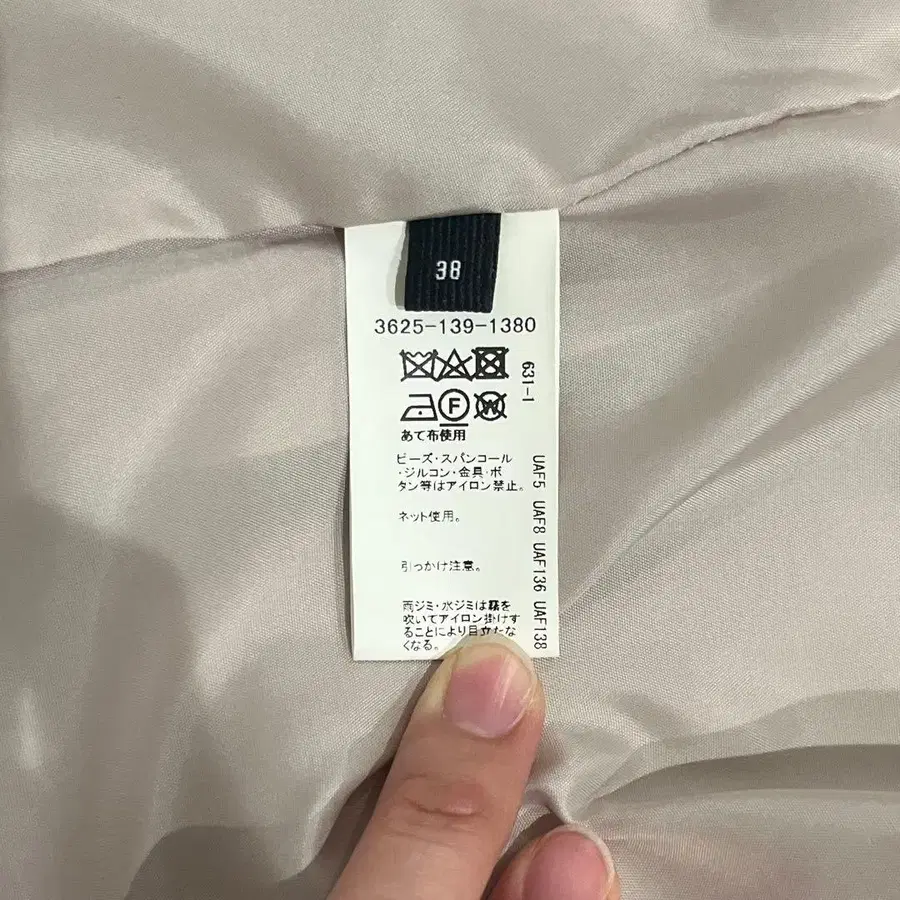 38
3625-139-1380
631-1
F
W
あて布使用
ビーズ・スパンコール
・ジルコン・金具・ボ
タン等はアイロン禁止。
ネット使用。
引っかけ注意。
雨ジミ・水ジミは霧を
吹いてアイロン掛けす
ることにより目立たな
くなる。
UAF5 UAF8 UAF136 UAF138